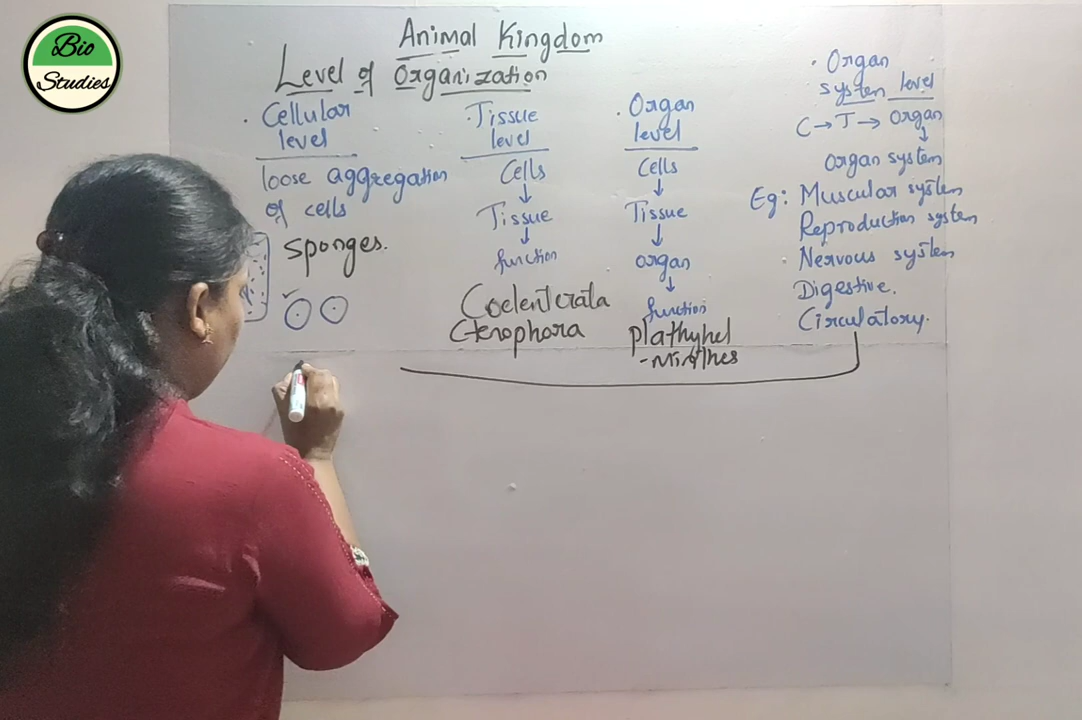 Bio
Studies
Animal Kingdom
Level of Organization
. Cellular
level
loose aggregation
of cells
Sponges.
. Tissue
level
Cells
↓
Tissue
↓
function
Coelenterata
Ctenophora
. Organ
level
Cells
↓
Tissue
↓
organ
↓
function
plathyhel
-minthes
. Organ
system level
C → T → Organ
↓
Organ system
Eg: Muscular system
Reproduction system
Nervous system
Digestive.
Circulatory.